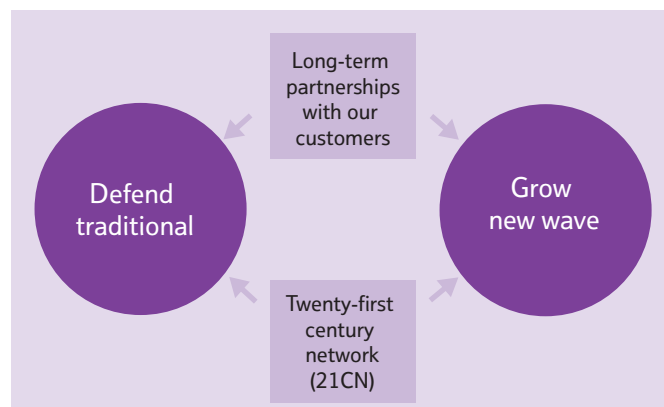 Long-term
partnerships
with our
customers
Defend
traditional
Grow
new wave
Twenty-first
century
network
(21CN)